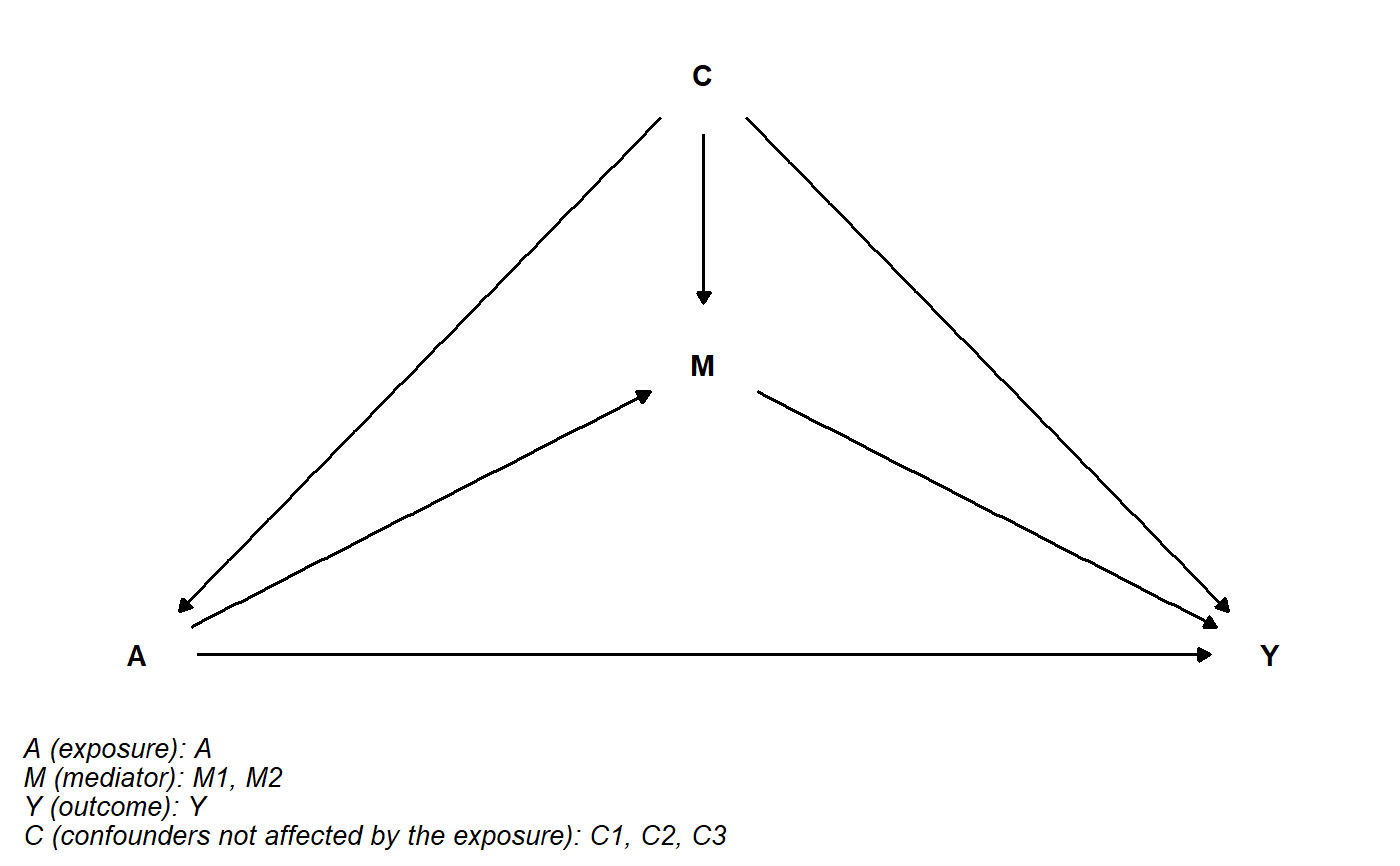 C
M
A
Y
A (exposure): A
M (mediator): M1, M2
Y (outcome): Y
C (confounders not affected by the exposure): C1, C2, C3